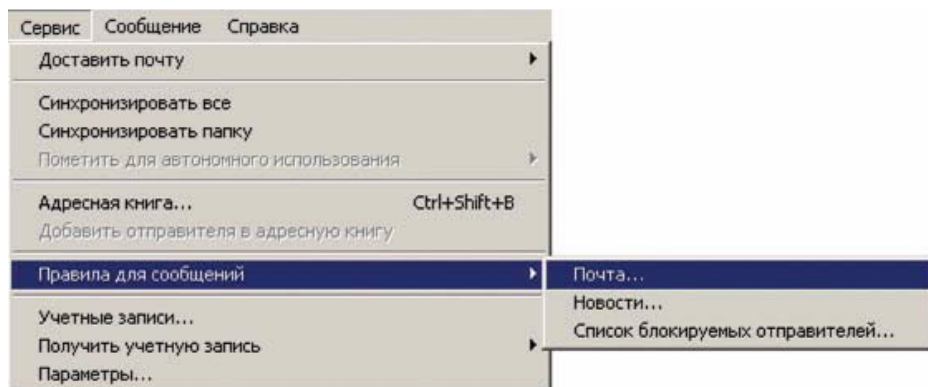 Сервис Сообщение Справка
Доставить почту
Синхронизировать все
Синхронизировать папку
Пометить для автономного использования
Адресная книга... Ctrl+Shift+B
Добавить отправителя в адресную книгу
Правила для сообщений
Почта...
Новости...
Список блокируемых отправителей...
Учетные записи...
Получить учетную запись
Параметры...